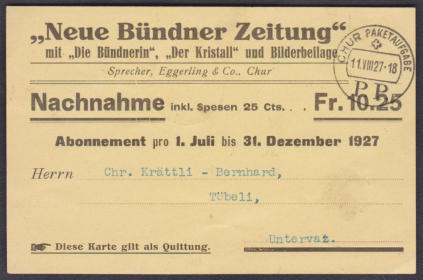 „Neue Bündner Zeitung“
mit „Die Bündnerin“, „Der Kristall“ und Bilderbeilage
Sprecher, Eggerling & Co., Chur
CHUR PAKETAUFGABE
11.VIII27·18
P.P.
Nachnahme inkl. Spesen 25 Cts. . . Fr. 10.25
Abonnement pro 1. Juli bis 31. Dezember 1927
Herrn Chr. Krättli - Bernhard,
Tübeli,
Untervaz.
Diese Karte gilt als Quittung.